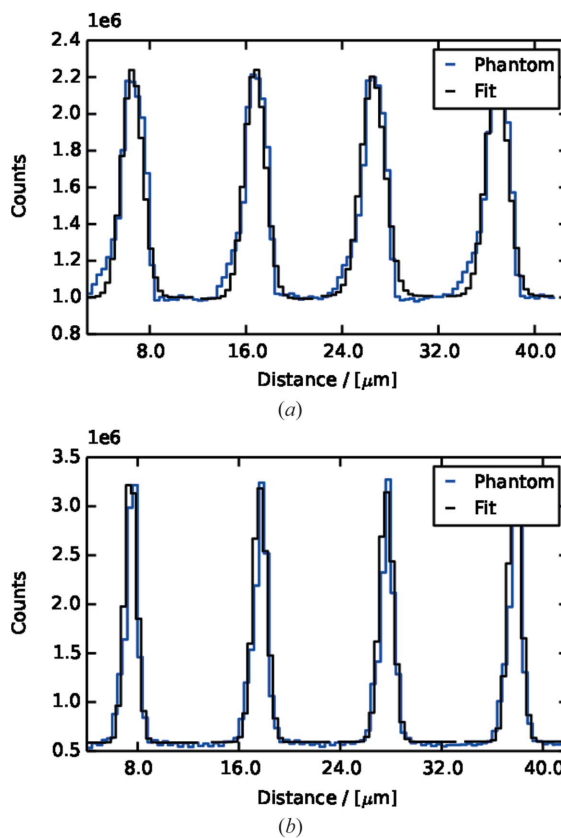 1e6
2.4
2.2
2.0
1.8
1.6
1.4
1.2
1.0
0.8
Counts
Phantom
Fit
8.0 16.0 24.0 32.0 40.0
Distance / [μm]
(a)
1e6
3.5
3.0
2.5
2.0
1.5
1.0
0.5
Counts
Phantom
Fit
8.0 16.0 24.0 32.0 40.0
Distance / [μm]
(b)